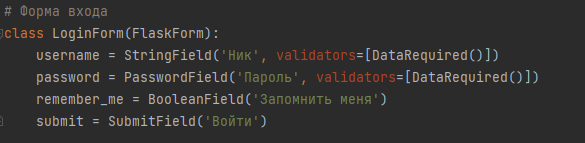 # Форма входа
class LoginForm(FlaskForm):
    username = StringField('Ник', validators=[DataRequired()])
    password = PasswordField('Пароль', validators=[DataRequired()])
    remember_me = BooleanField('Запомнить меня')
    submit = SubmitField('Войти')